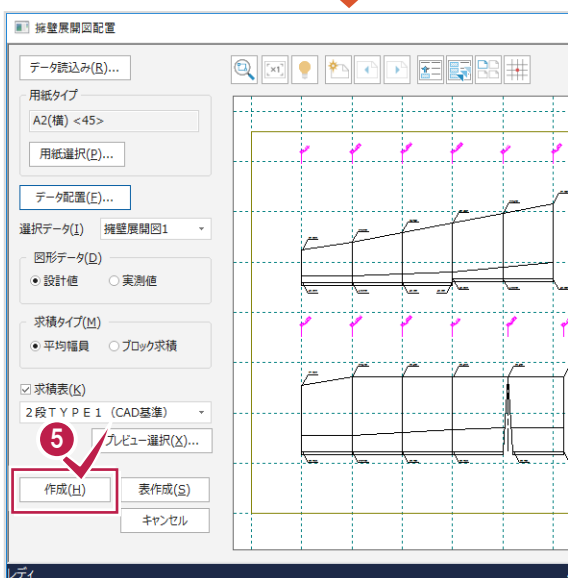 擁壁展開図配置
データ読込み(R)...
用紙タイプ
A2(横) <45>
用紙選択(P)...
データ配置(F)...
選択データ(I) 擁壁展開図1
図形データ(D)
設計値 実測値
求積タイプ(M)
平均幅員 ブロック求積
求積表(K)
2段TYPE1 (CAD基準)
5
プレビュー選択(X)...
作成(H) 表作成(S)
キャンセル
レディ